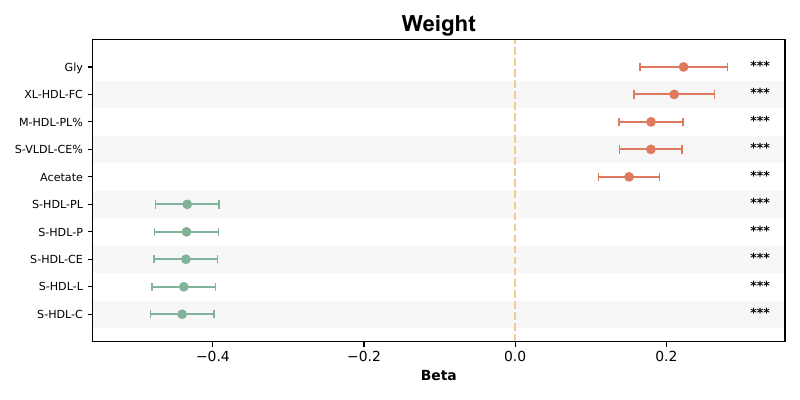 Weight
Gly ***
XL-HDL-FC ***
M-HDL-PL% ***
S-VLDL-CE% ***
Acetate ***
S-HDL-PL ***
S-HDL-P ***
S-HDL-CE ***
S-HDL-L ***
S-HDL-C ***
−0.4 −0.2 0.0 0.2
Beta